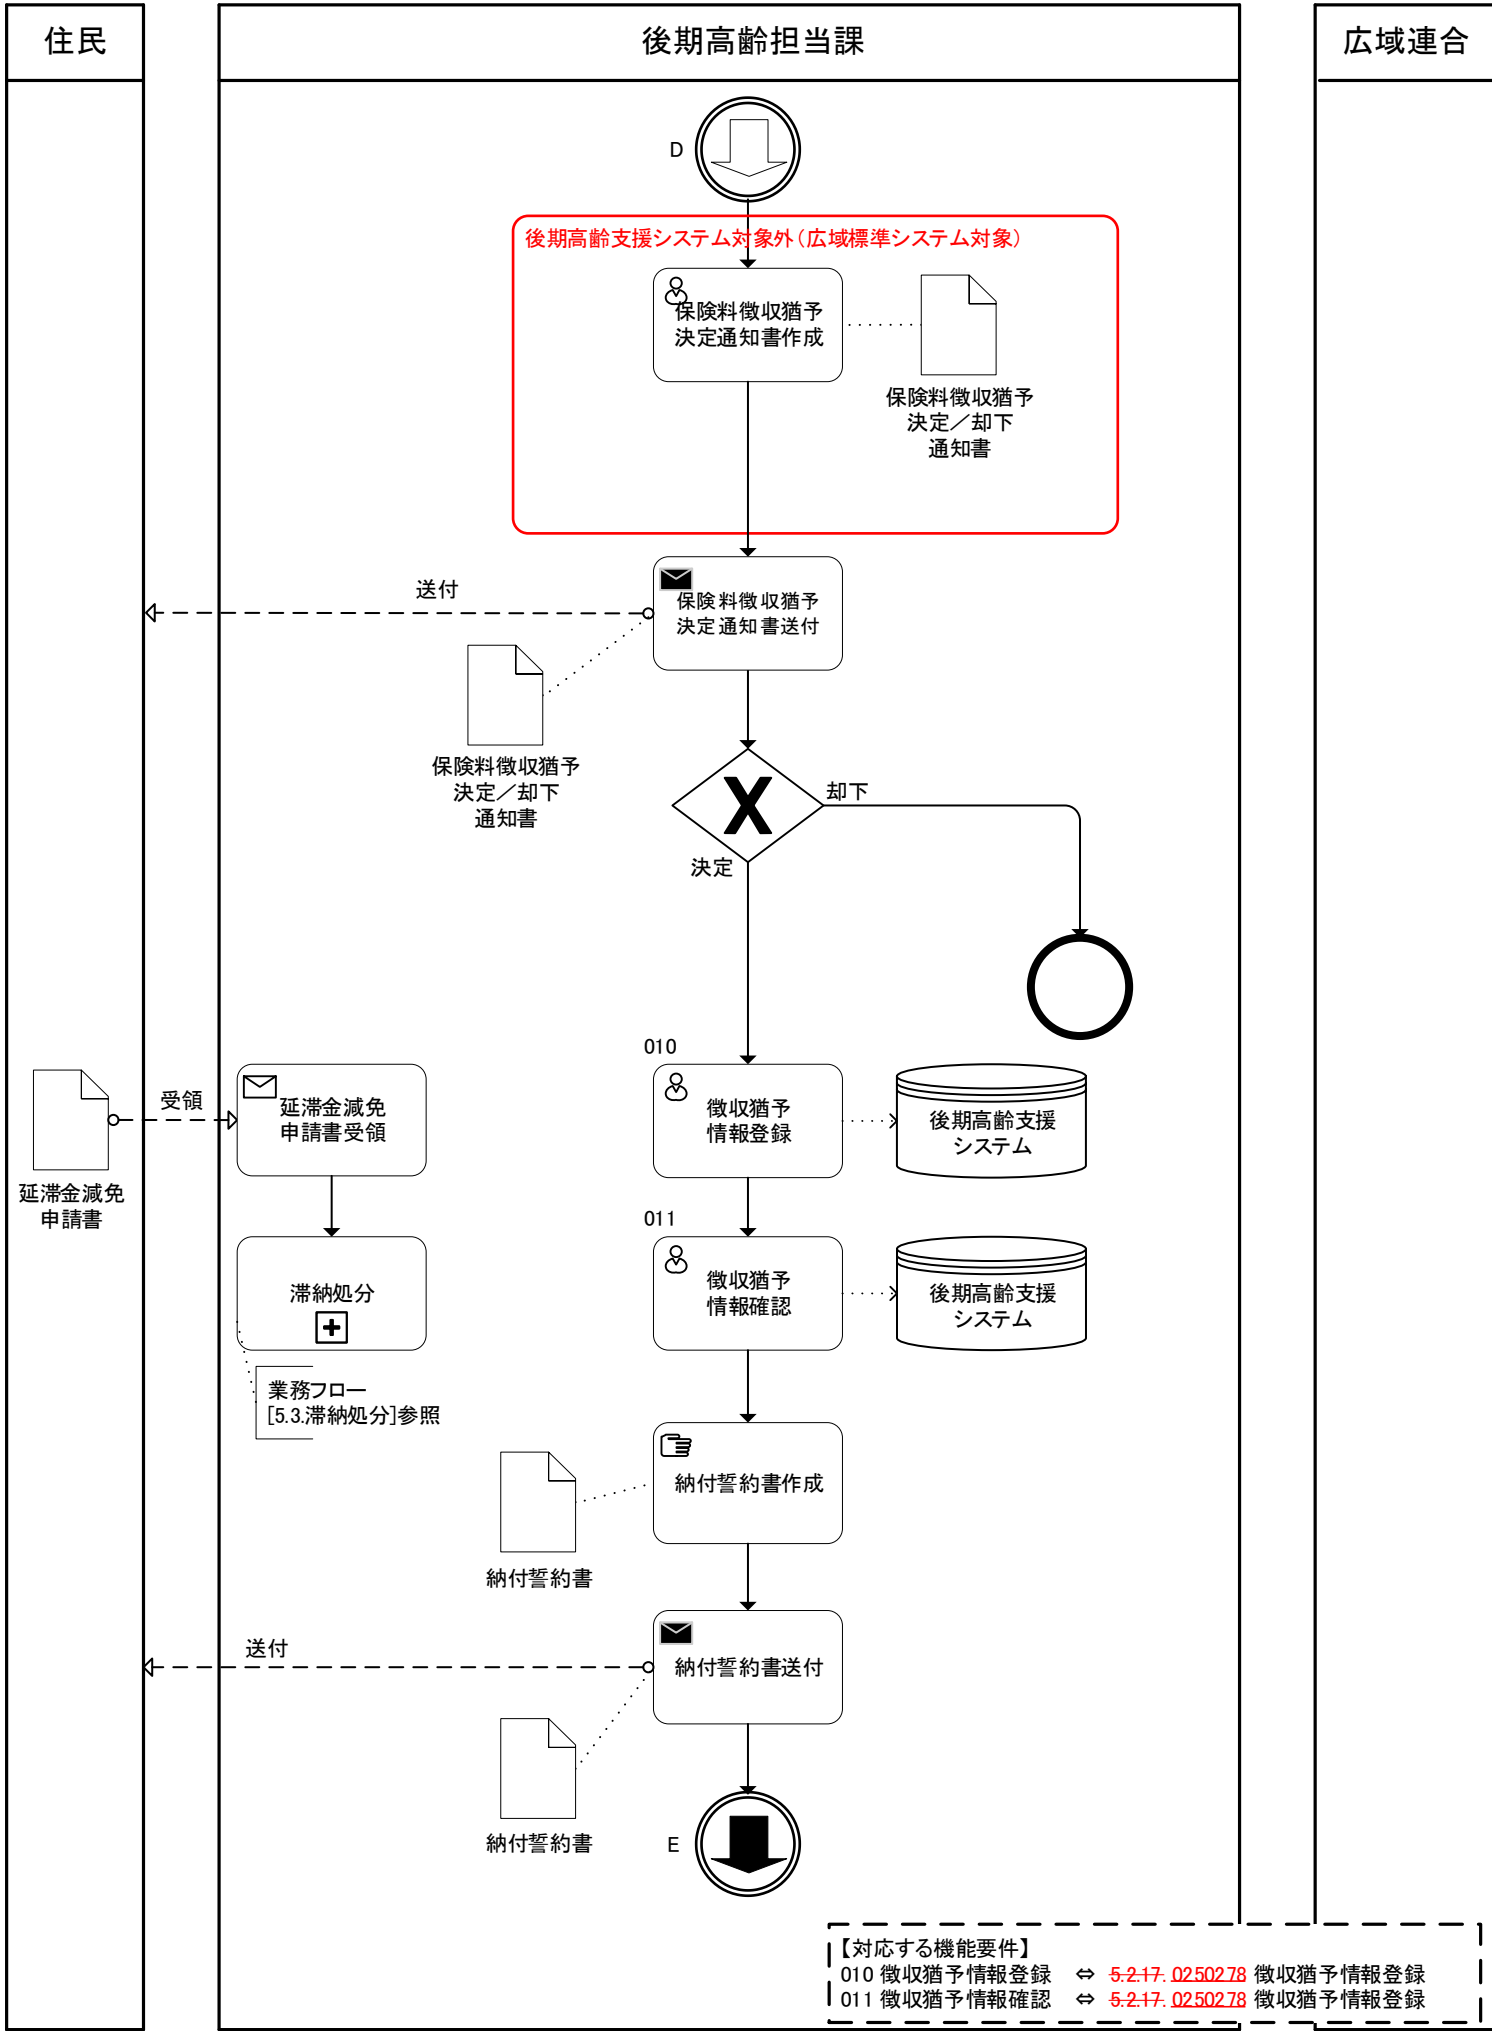 住民
後期高齢担当課
広域連合
D
後期高齢支援システム対象外（広域標準システム対象）
保険料徴収猶予
決定通知書作成
保険料徴収猶予
決定／却下
通知書
送付
保険料徴収猶予
決定通知書送付
保険料徴収猶予
決定／却下
通知書
却下
決定
010
受領
延滞金減免
申請書受領
徴収猶予
情報登録
後期高齢支援
システム
延滞金減免
申請書
011
滞納処分
徴収猶予
情報確認
後期高齢支援
システム
業務フロー
[5.3.滞納処分]参照
納付誓約書作成
納付誓約書
送付
納付誓約書送付
納付誓約書
E
【対応する機能要件】
010 徴収猶予情報登録 ⇔ 5.2.17. 0250278 徴収猶予情報登録
011 徴収猶予情報確認 ⇔ 5.2.17. 0250278 徴収猶予情報登録